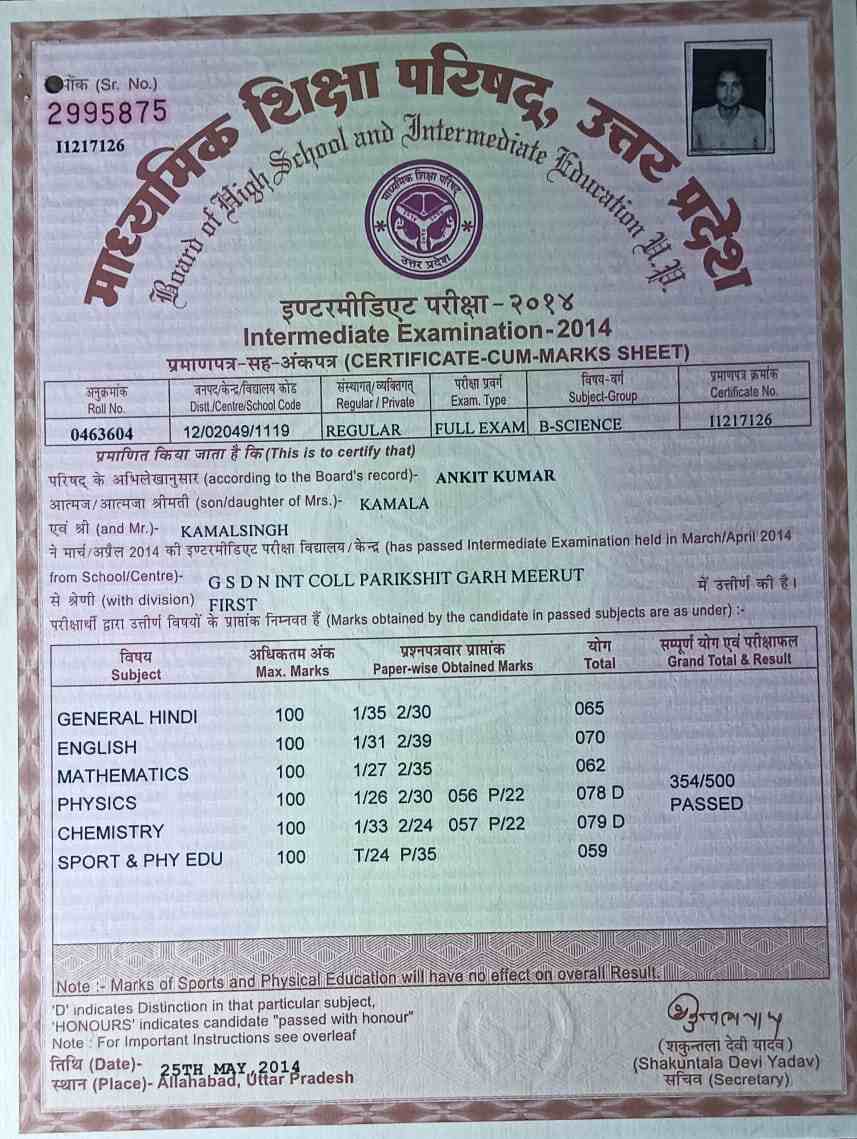 (Sr. No.)
2995875
I1217126
माध्यमिक शिक्षा परिषद्, उत्तर प्रदेश
Board of High School and Intermediate Education U.P.
माध्यमिक शिक्षा परिषद्
उत्तर प्रदेश
इण्टरमीडिएट परीक्षा-२०१४
Intermediate Examination-2014
प्रमाणपत्र-सह-अंकपत्र (CERTIFICATE-CUM-MARKS SHEET)
अनुक्रमांक जनपद/केन्द्र/विद्यालय कोड संस्थागत/व्यक्तिगत परीक्षा प्रवर्ग विषय-वर्ग प्रमाणपत्र क्रमांक
Roll No. Distt./Centre/School Code Regular / Private Exam. Type Subject-Group Certificate No.
0463604 12/02049/1119 REGULAR FULL EXAM B-SCIENCE I1217126
प्रमाणित किया जाता है कि (This is to certify that)
परिषद् के अभिलेखानुसार (according to the Board's record)- ANKIT KUMAR
आत्मज/आत्मजा श्रीमती (son/daughter of Mrs.)- KAMALA
एवं श्री (and Mr.)- KAMALSINGH
ने मार्च/अप्रैल 2014 की इण्टरमीडिएट परीक्षा विद्यालय/केन्द्र (has passed Intermediate Examination held in March/April 2014
from School/Centre)- G S D N INT COLL PARIKSHIT GARH MEERUT में उत्तीर्ण की है।
से श्रेणी (with division) FIRST
परीक्षार्थी द्वारा उत्तीर्ण विषयों के प्राप्तांक निम्नवत हैं (Marks obtained by the candidate in passed subjects are as under) :-
विषय अधिकतम अंक प्रश्नपत्रवार प्राप्तांक योग सम्पूर्ण योग एवं परीक्षाफल
Subject Max. Marks Paper-wise Obtained Marks Total Grand Total & Result
GENERAL HINDI 100 1/35 2/30 065
ENGLISH 100 1/31 2/39 070
MATHEMATICS 100 1/27 2/35 062
354/500
PHYSICS 100 1/26 2/30 056 P/22 078 D
PASSED
CHEMISTRY 100 1/33 2/24 057 P/22 079 D
SPORT & PHY EDU 100 T/24 P/35 059
Note :- Marks of Sports and Physical Education will have no effect on overall Result.
'D' indicates Distinction in that particular subject,
'HONOURS' indicates candidate "passed with honour"
Note : For Important Instructions see overleaf
तिथि (Date)- 25TH MAY,2014
स्थान (Place)- Allahabad, Uttar Pradesh
(शकुन्तला देवी यादव)
(Shakuntala Devi Yadav)
सचिव (Secretary)